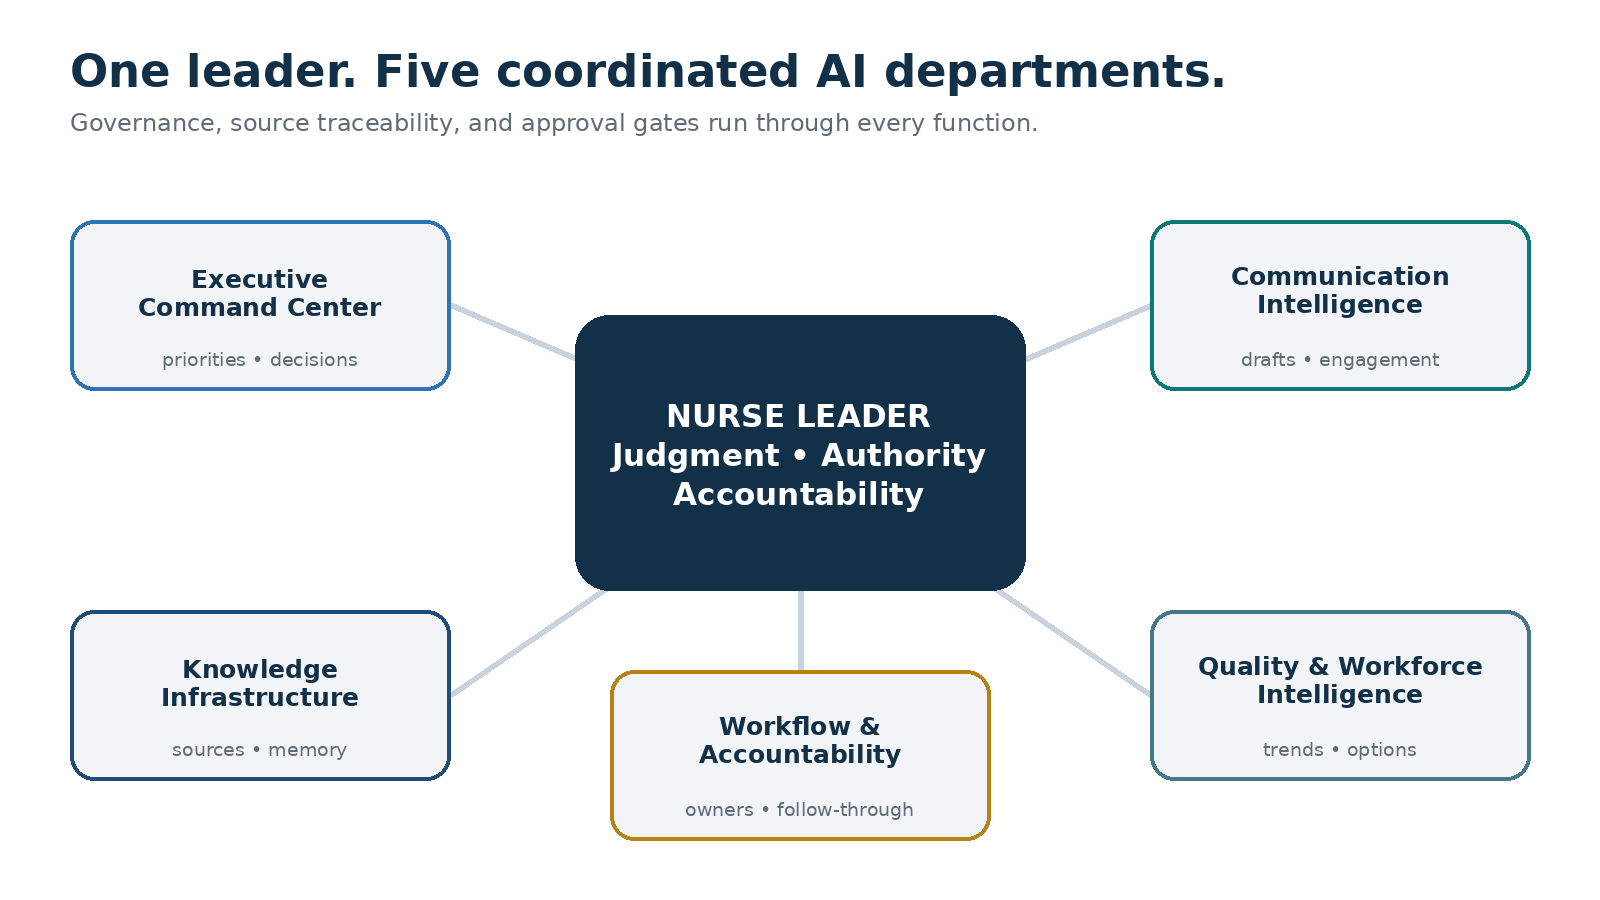 One leader. Five coordinated AI departments.
Governance, source traceability, and approval gates run through every function.
Executive
Command Center
priorities • decisions
Communication
Intelligence
drafts • engagement
NURSE LEADER
Judgment • Authority
Accountability
Knowledge
Infrastructure
sources • memory
Workflow &
Accountability
owners • follow-through
Quality & Workforce
Intelligence
trends • options